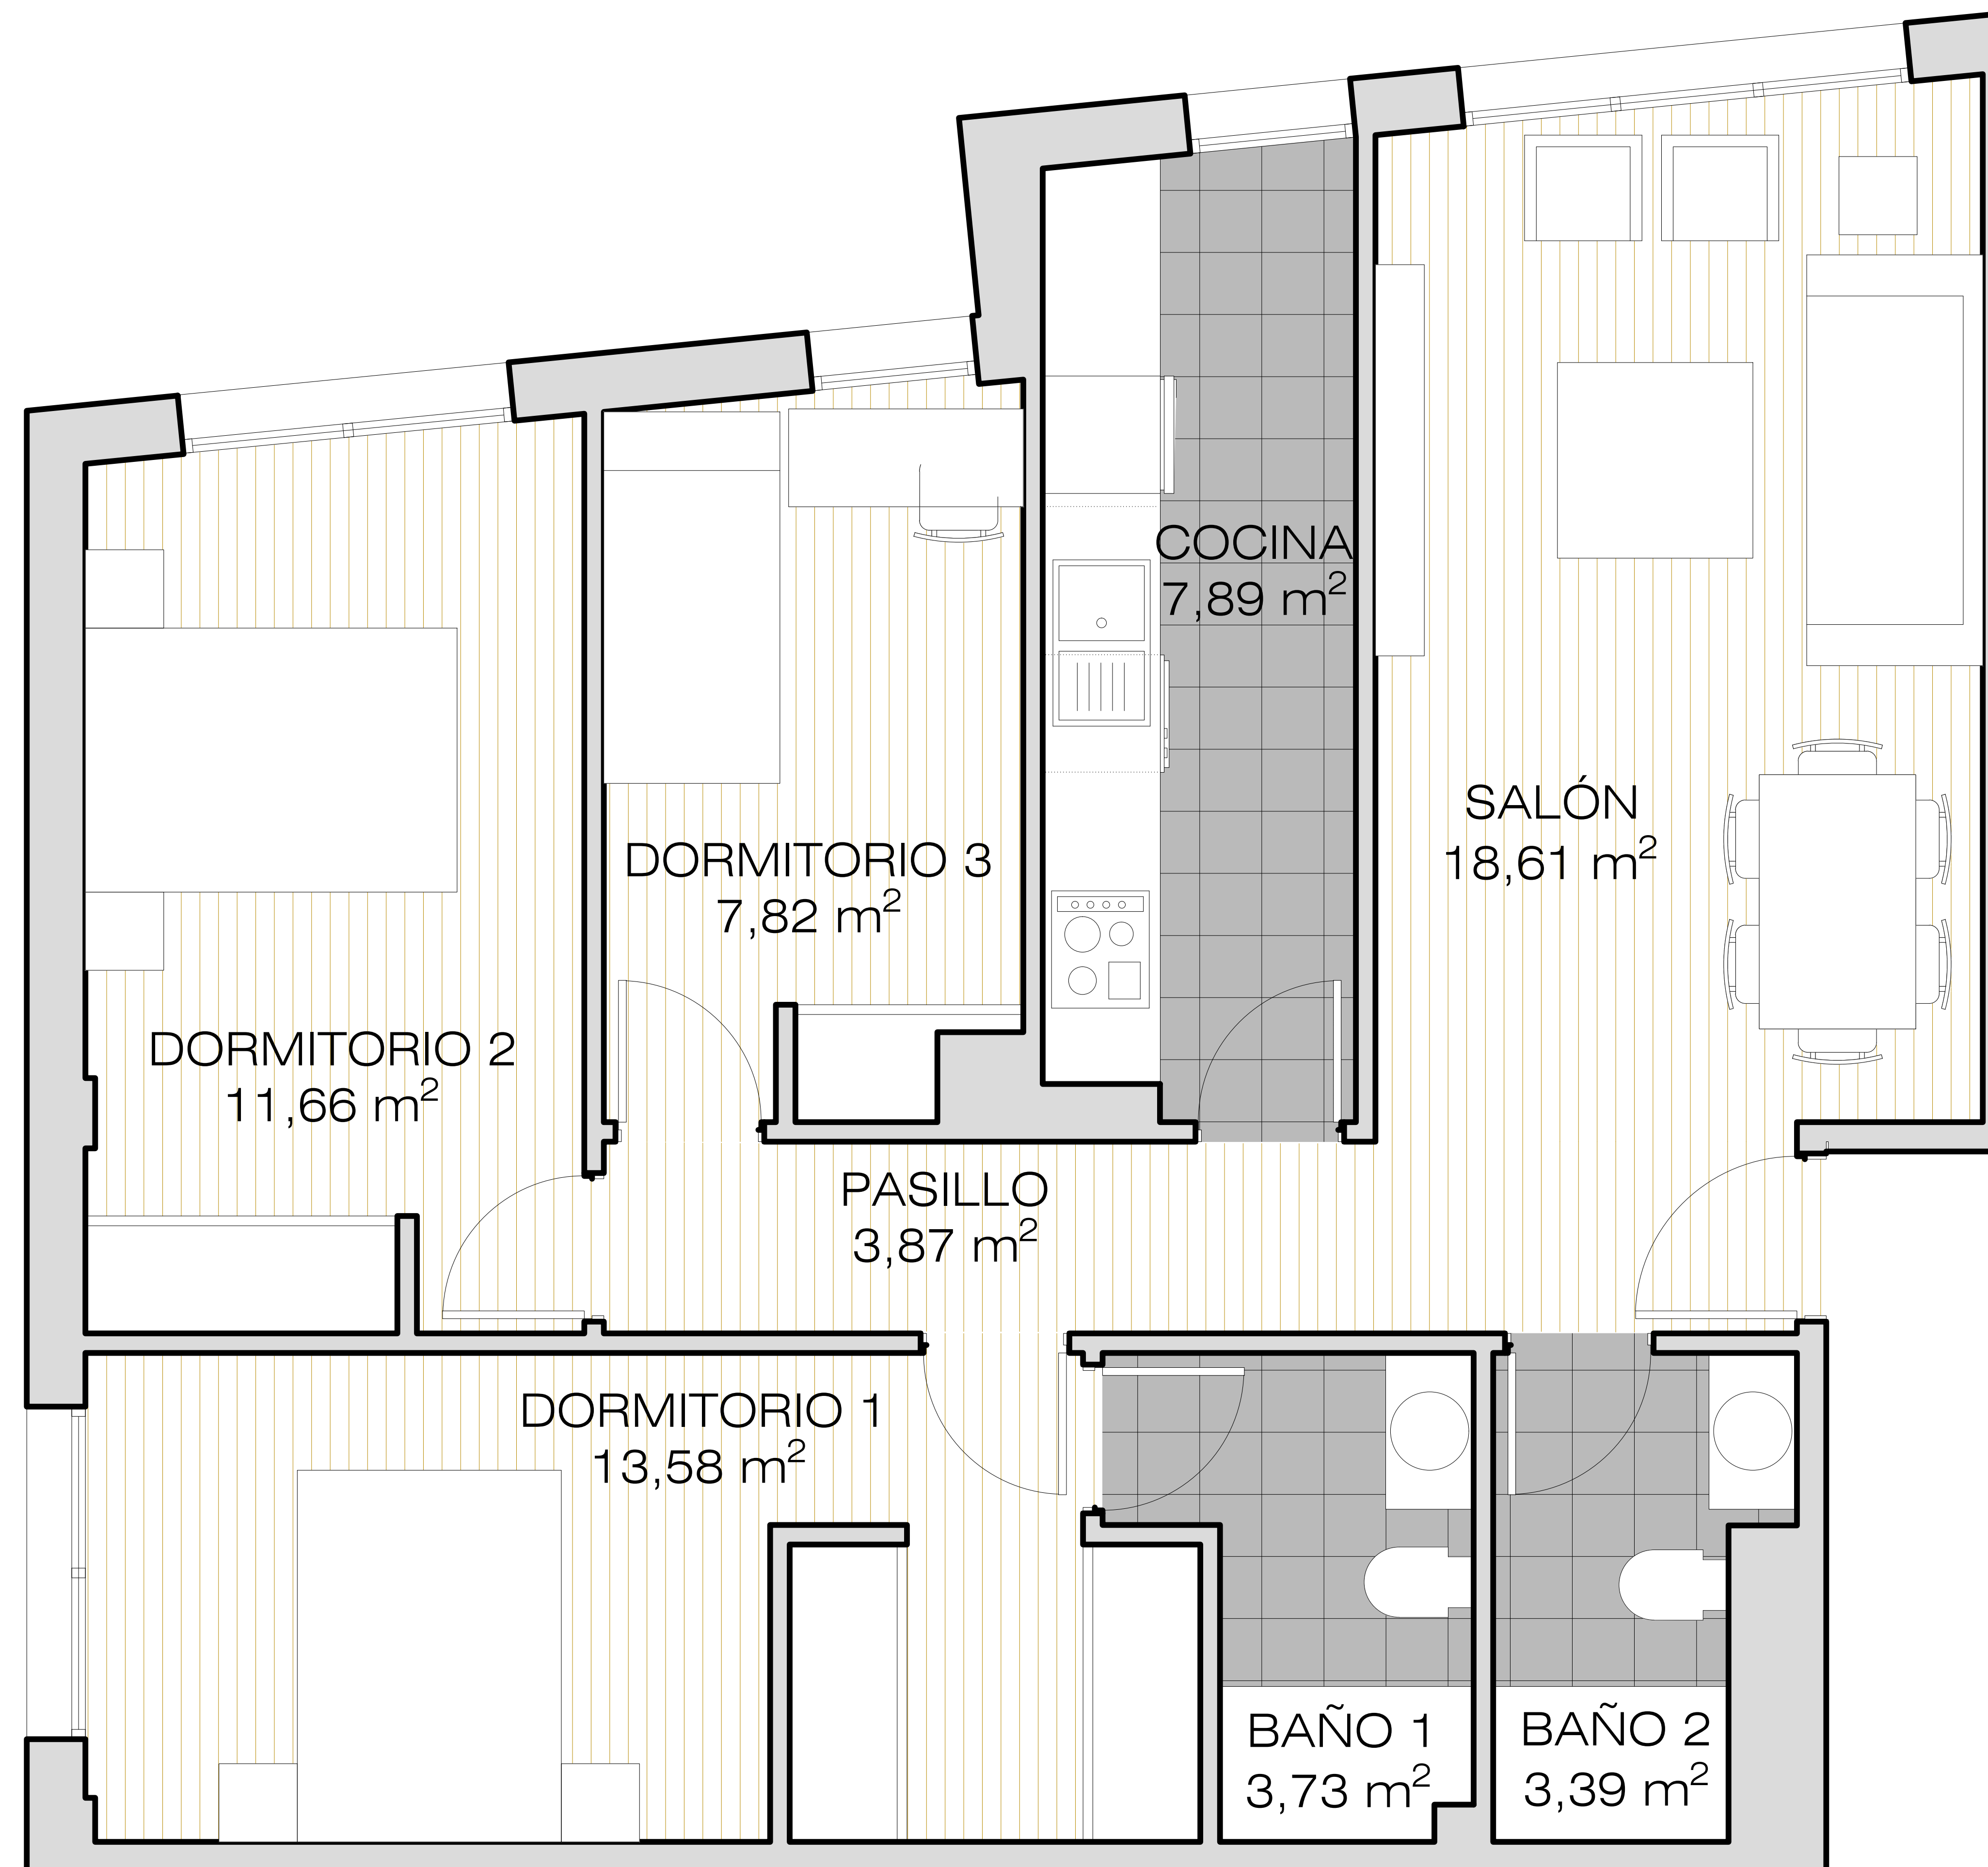 COCINA
7,89 m²
SALÓN
18,61 m²
DORMITORIO 3
7,82 m²
DORMITORIO 2
11,66 m²
PASILLO
3,87 m²
DORMITORIO 1
13,58 m²
BAÑO 1
3,73 m²
BAÑO 2
3,39 m²